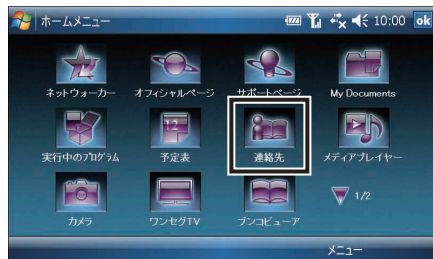 ホームメニュー 10:00 ok
ネットウォーカー オフィシャルページ サポートページ My Documents
12
実行中のプログラム 予定表 連絡先 メディアプレイヤー
カメラ ワンセグTV ブンコビューア 1/2
メニュー